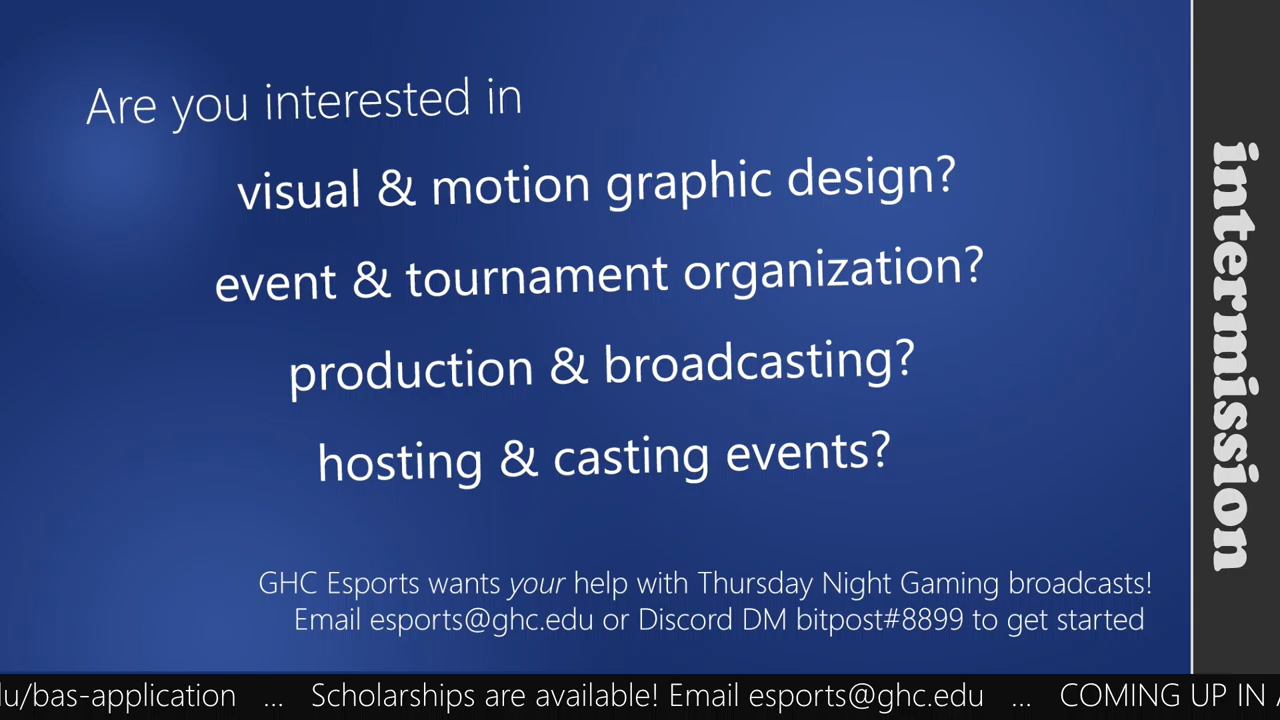 Are you interested in
visual & motion graphic design?
event & tournament organization?
production & broadcasting?
hosting & casting events?
GHC Esports wants your help with Thursday Night Gaming broadcasts!
Email esports@ghc.edu or Discord DM bitpost#8899 to get started
intermission
du/bas-application ... Scholarships are available! Email esports@ghc.edu ... COMING UP IN